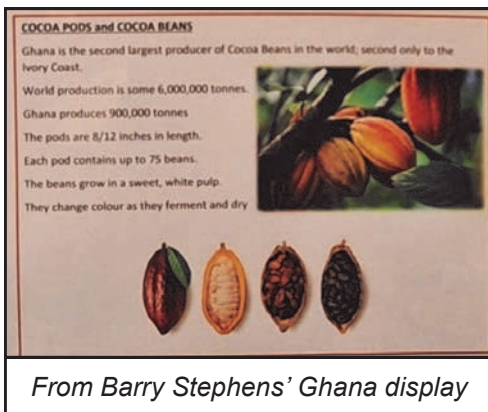 COCOA PODS and COCOA BEANS
Ghana is the second largest producer of Cocoa Beans in the world; second only to the
Ivory Coast.
World production is some 6,000,000 tonnes.
Ghana produces 900,000 tonnes
The pods are 8/12 inches in length.
Each pod contains up to 75 beans.
The beans grow in a sweet, white pulp.
They change colour as they ferment and dry
From Barry Stephens' Ghana display